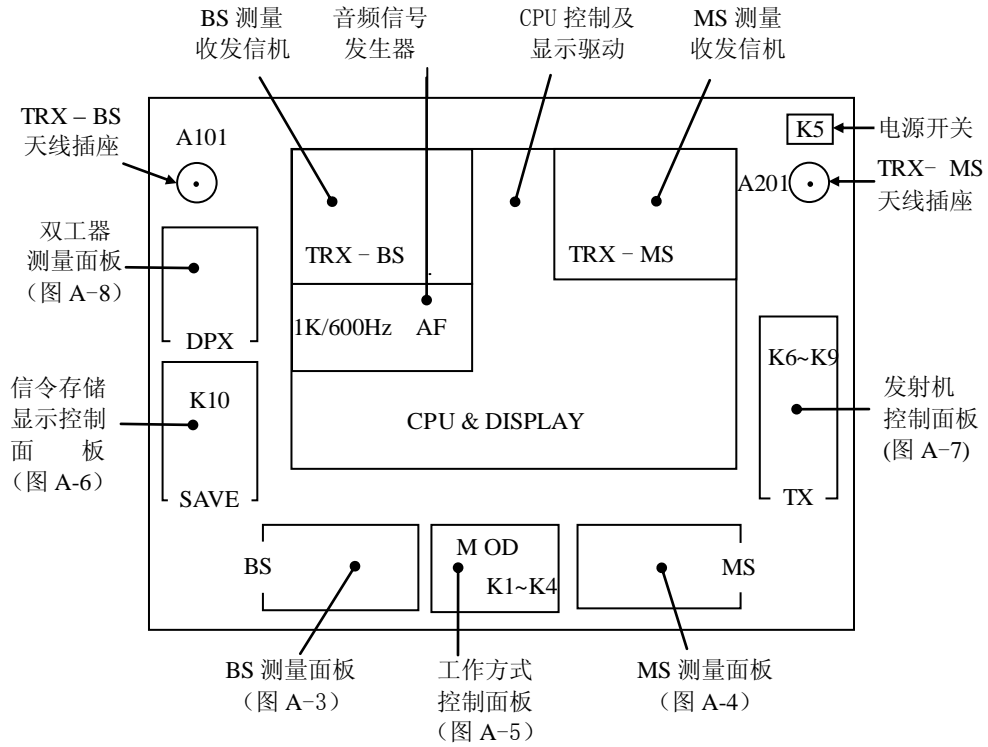 BS 测量
收发信机
音频信号
发生器
CPU 控制及
显示驱动
MS 测量
收发信机
TRX – BS
天线插座
A101
K5
电源开关
A201
TRX- MS
天线插座
TRX – BS
TRX – MS
双工器
测量面板
（图 A-8）
DPX
1K/600Hz AF
K6~K9
发射机
控制面板
(图 A-7)
TX
信令存储
显示控制
面 板
（图 A-6）
K10
SAVE
CPU & DISPLAY
BS
M OD
K1~K4
MS
BS 测量面板
（图 A-3）
工作方式
控制面板
（图 A-5）
MS 测量面板
（图 A-4）